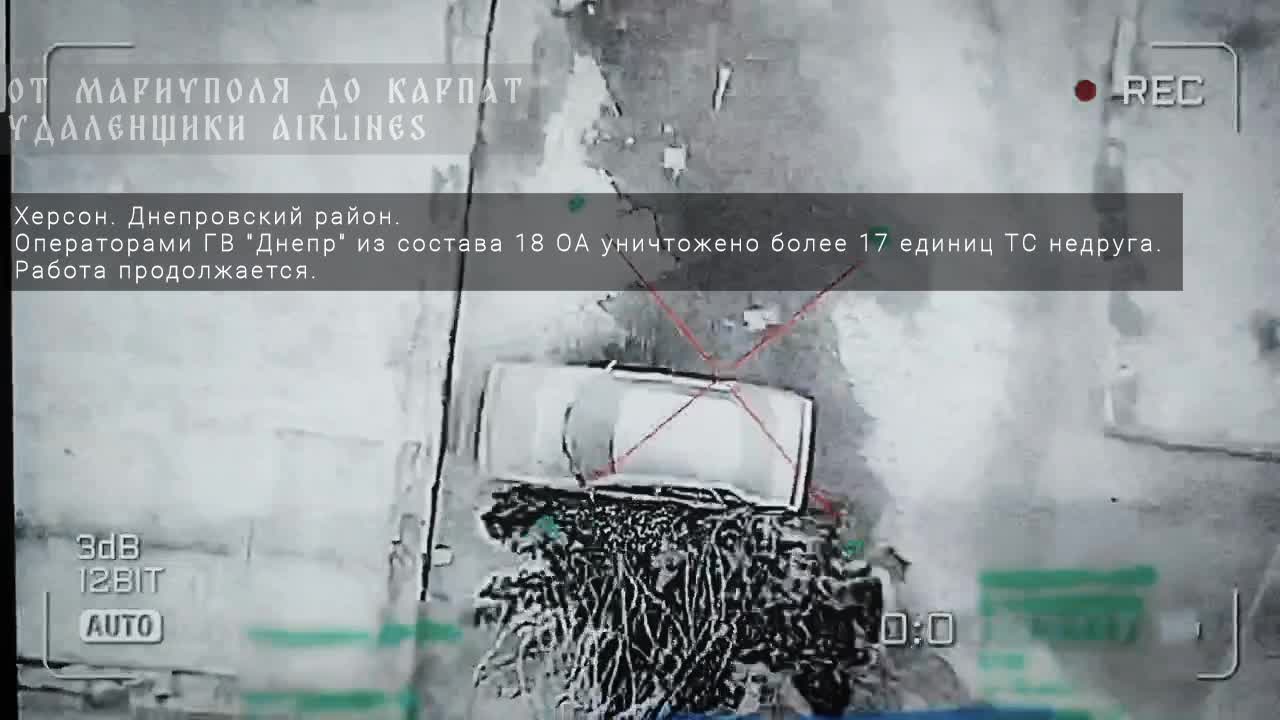 ОТ МАРИУПОЛЯ ДО КАРПАТ
УДАЛЕНЩИКИ AIRLINES
REC
Херсон. Днепровский район.
Операторами ГВ "Днепр" из состава 18 ОА уничтожено более 17 единиц ТС недруга.
Работа продолжается.
3dB
12BIT
AUTO
0:0